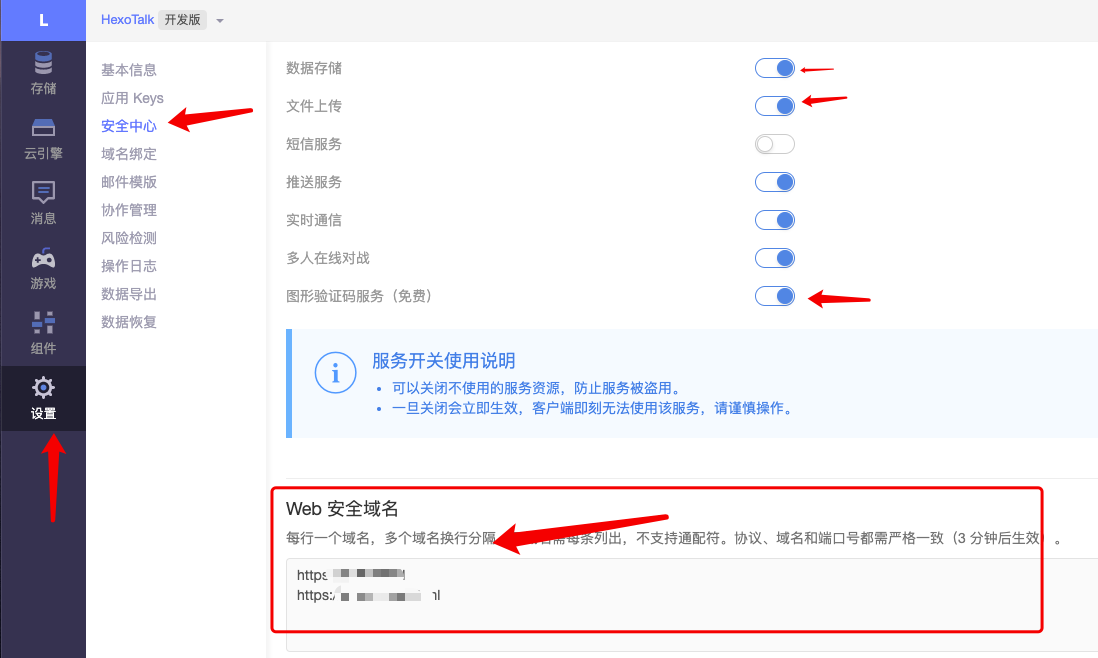 L
HexoTalk 开发版
存储
云引擎
消息
游戏
组件
设置
基本信息
应用 Keys
安全中心
域名绑定
邮件模版
协作管理
风险检测
操作日志
数据导出
数据恢复
数据存储
文件上传
短信服务
推送服务
实时通信
多人在线对战
图形验证码服务（免费）
服务开关使用说明
可以关闭不使用的服务资源，防止服务被盗用。
一旦关闭会立即生效，客户端即刻无法使用该服务，请谨慎操作。
Web 安全域名
每行一个域名，多个域名换行分隔 需每条列出，不支持通配符。协议、域名和端口号都需严格一致（3 分钟后生效）。
https
https:/